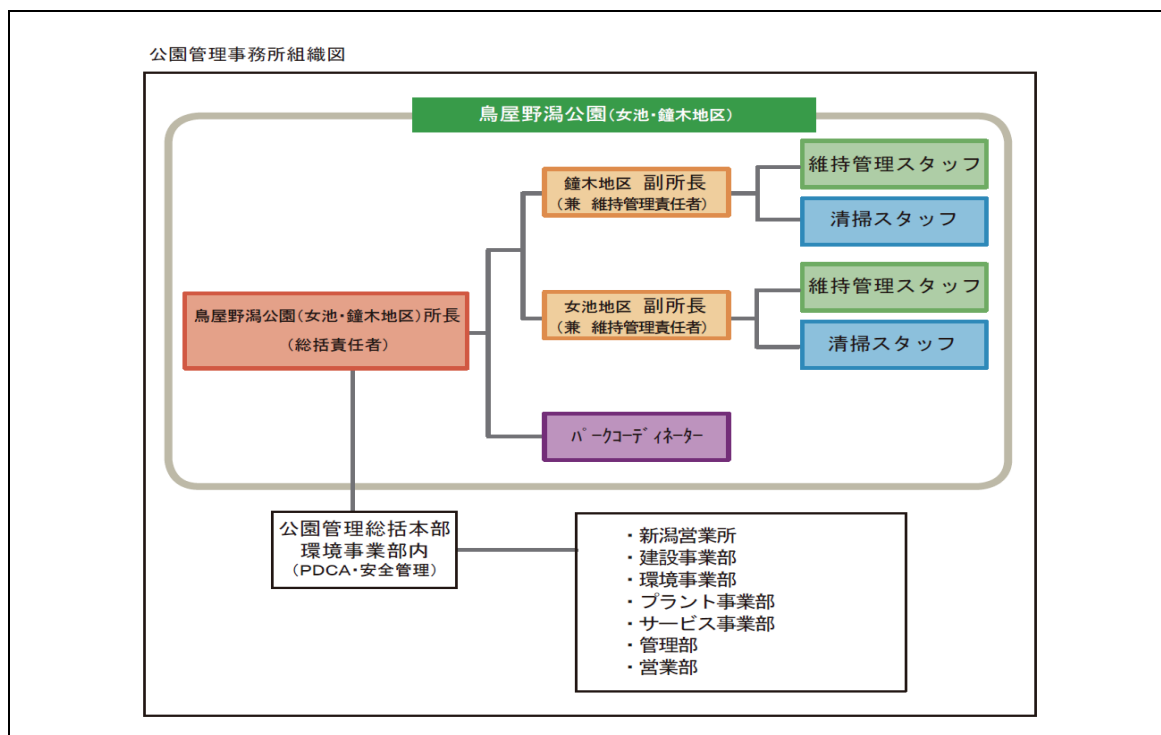 公園管理事務所組織図
鳥屋野潟公園(女池・鐘木地区)
維持管理スタッフ
鐘木地区 副所長
(兼 維持管理責任者)
清掃スタッフ
維持管理スタッフ
女池地区 副所長
(兼 維持管理責任者)
清掃スタッフ
鳥屋野潟公園(女池・鐘木地区)所長
(総括責任者)
パークコーディネーター
公園管理総括本部
環境事業部内
(PDCA・安全管理)
・新潟営業所
・建設事業部
・環境事業部
・プラント事業部
・サービス事業部
・管理部
・営業部